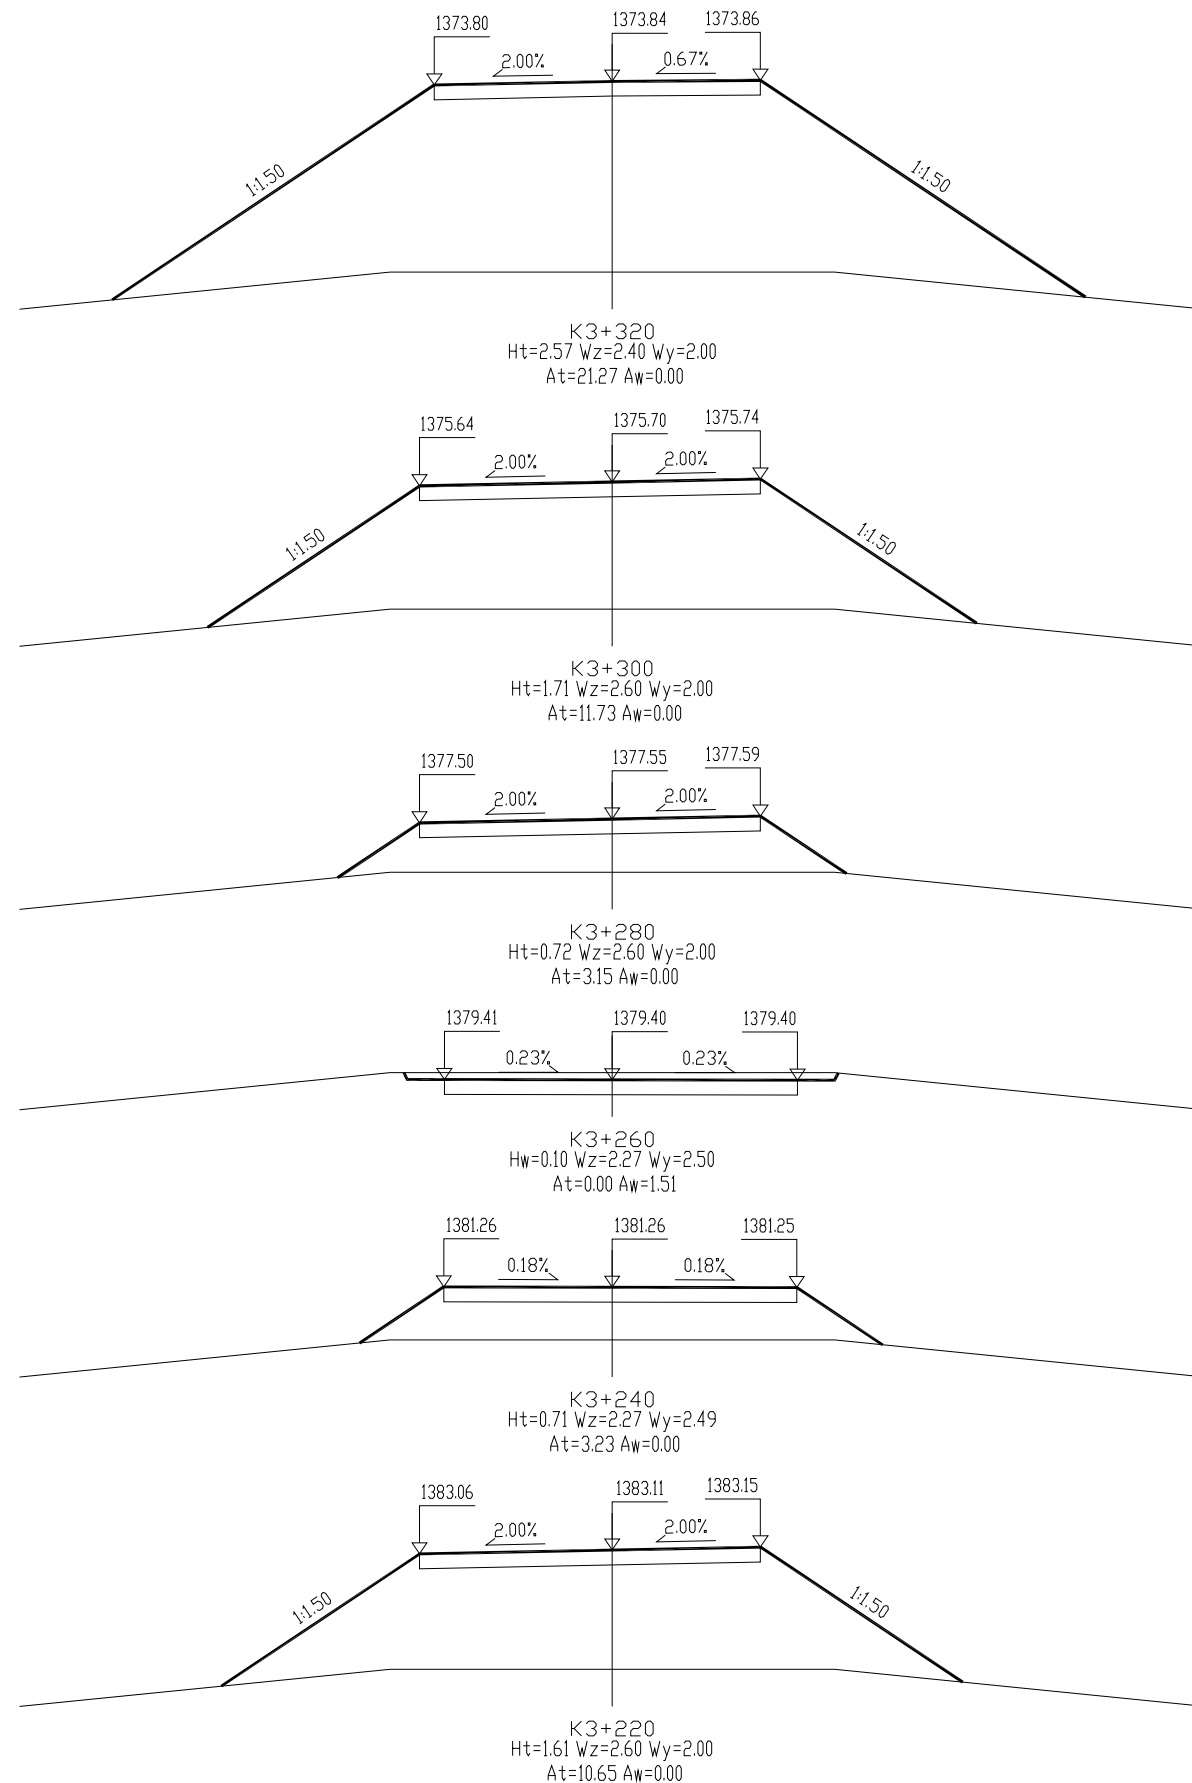 1373.80 1373.84 1373.86
2.00% 0.67%
1:1.50 1:1.50
K3+320
Ht=2.57 Wz=2.40 Wy=2.00
At=21.27 Aw=0.00
1375.64 1375.70 1375.74
2.00% 2.00%
1:1.50 1:1.50
K3+300
Ht=1.71 Wz=2.60 Wy=2.00
At=11.73 Aw=0.00
1377.50 1377.55 1377.59
2.00% 2.00%
K3+280
Ht=0.72 Wz=2.60 Wy=2.00
At=3.15 Aw=0.00
1379.41 1379.40 1379.40
0.23% 0.23%
K3+260
Hw=0.10 Wz=2.27 Wy=2.50
At=0.00 Aw=1.51
1381.26 1381.26 1381.25
0.18% 0.18%
K3+240
Ht=0.71 Wz=2.27 Wy=2.49
At=3.23 Aw=0.00
1383.06 1383.11 1383.15
2.00% 2.00%
1:1.50 1:1.50
K3+220
Ht=1.61 Wz=2.60 Wy=2.00
At=10.65 Aw=0.00